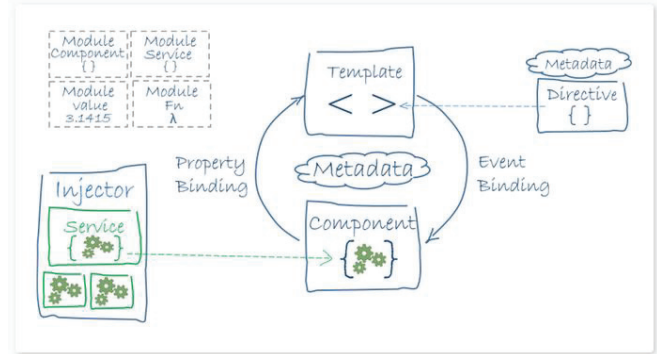 Module
Component
{ }
Module
Service
{ }
Module
value
3.1415
Module
Fn
λ
Template
< >
Metadata
Directive
{ }
Property
Binding
Metadata
Event
Binding
Injector
Service
{ }
Component
{ }